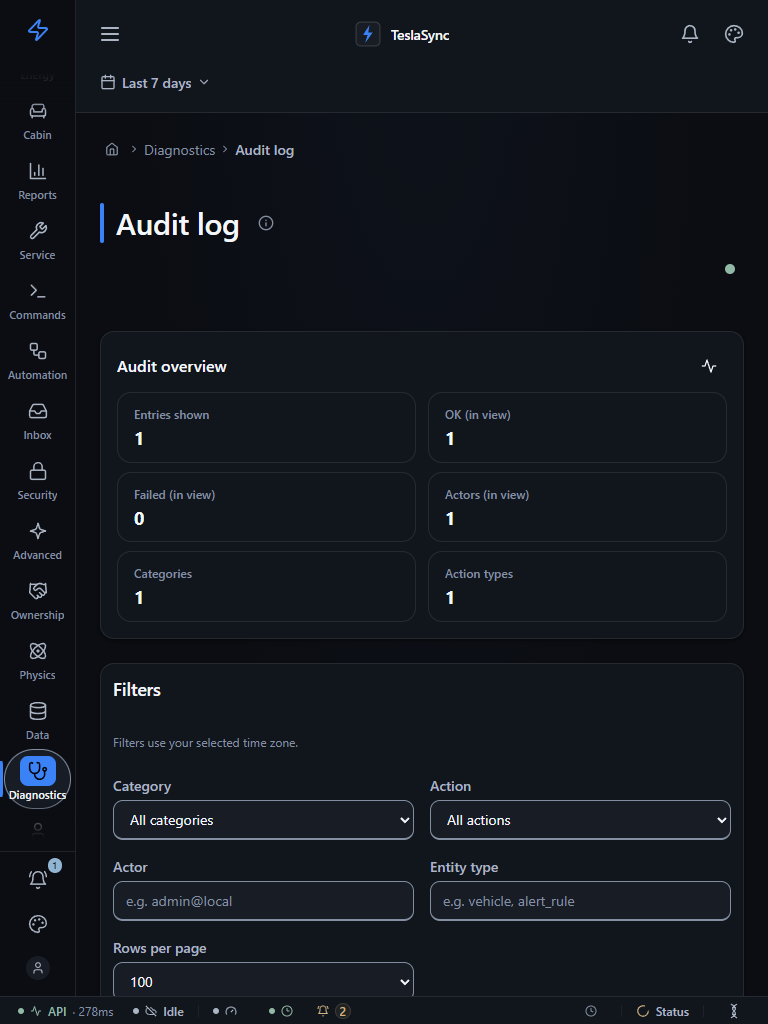 TeslaSync
Last 7 days
Energy
Cabin
Reports
Service
Commands
Automation
Inbox
Security
Advanced
Ownership
Physics
Data
Diagnostics
1
Diagnostics
Audit log
Audit log
Audit overview
Entries shown
1
OK (in view)
1
Failed (in view)
0
Actors (in view)
1
Categories
1
Action types
1
Filters
Filters use your selected time zone.
Category
Action
All categories
All actions
Actor
Entity type
e.g. admin@local
e.g. vehicle, alert_rule
Rows per page
100
API · 278ms
Idle
2
Status